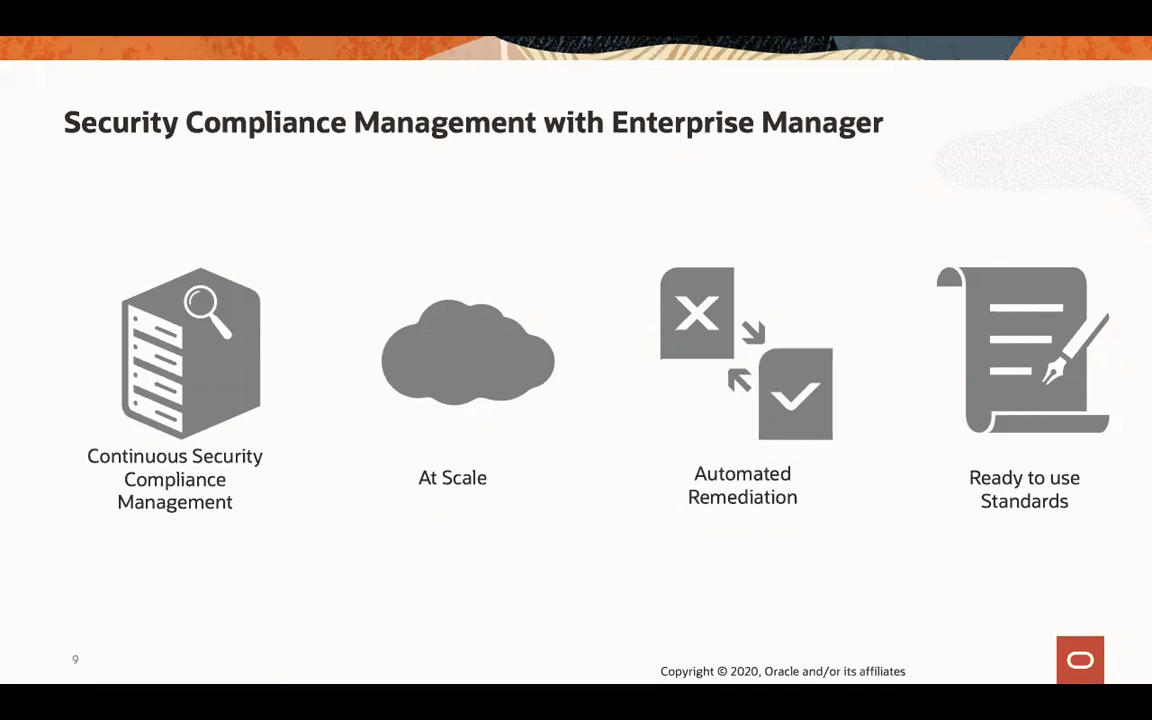 Security Compliance Management with Enterprise Manager
Continuous Security
Compliance
Management
At Scale
Automated
Remediation
Ready to use
Standards
9
Copyright © 2020, Oracle and/or its affiliates